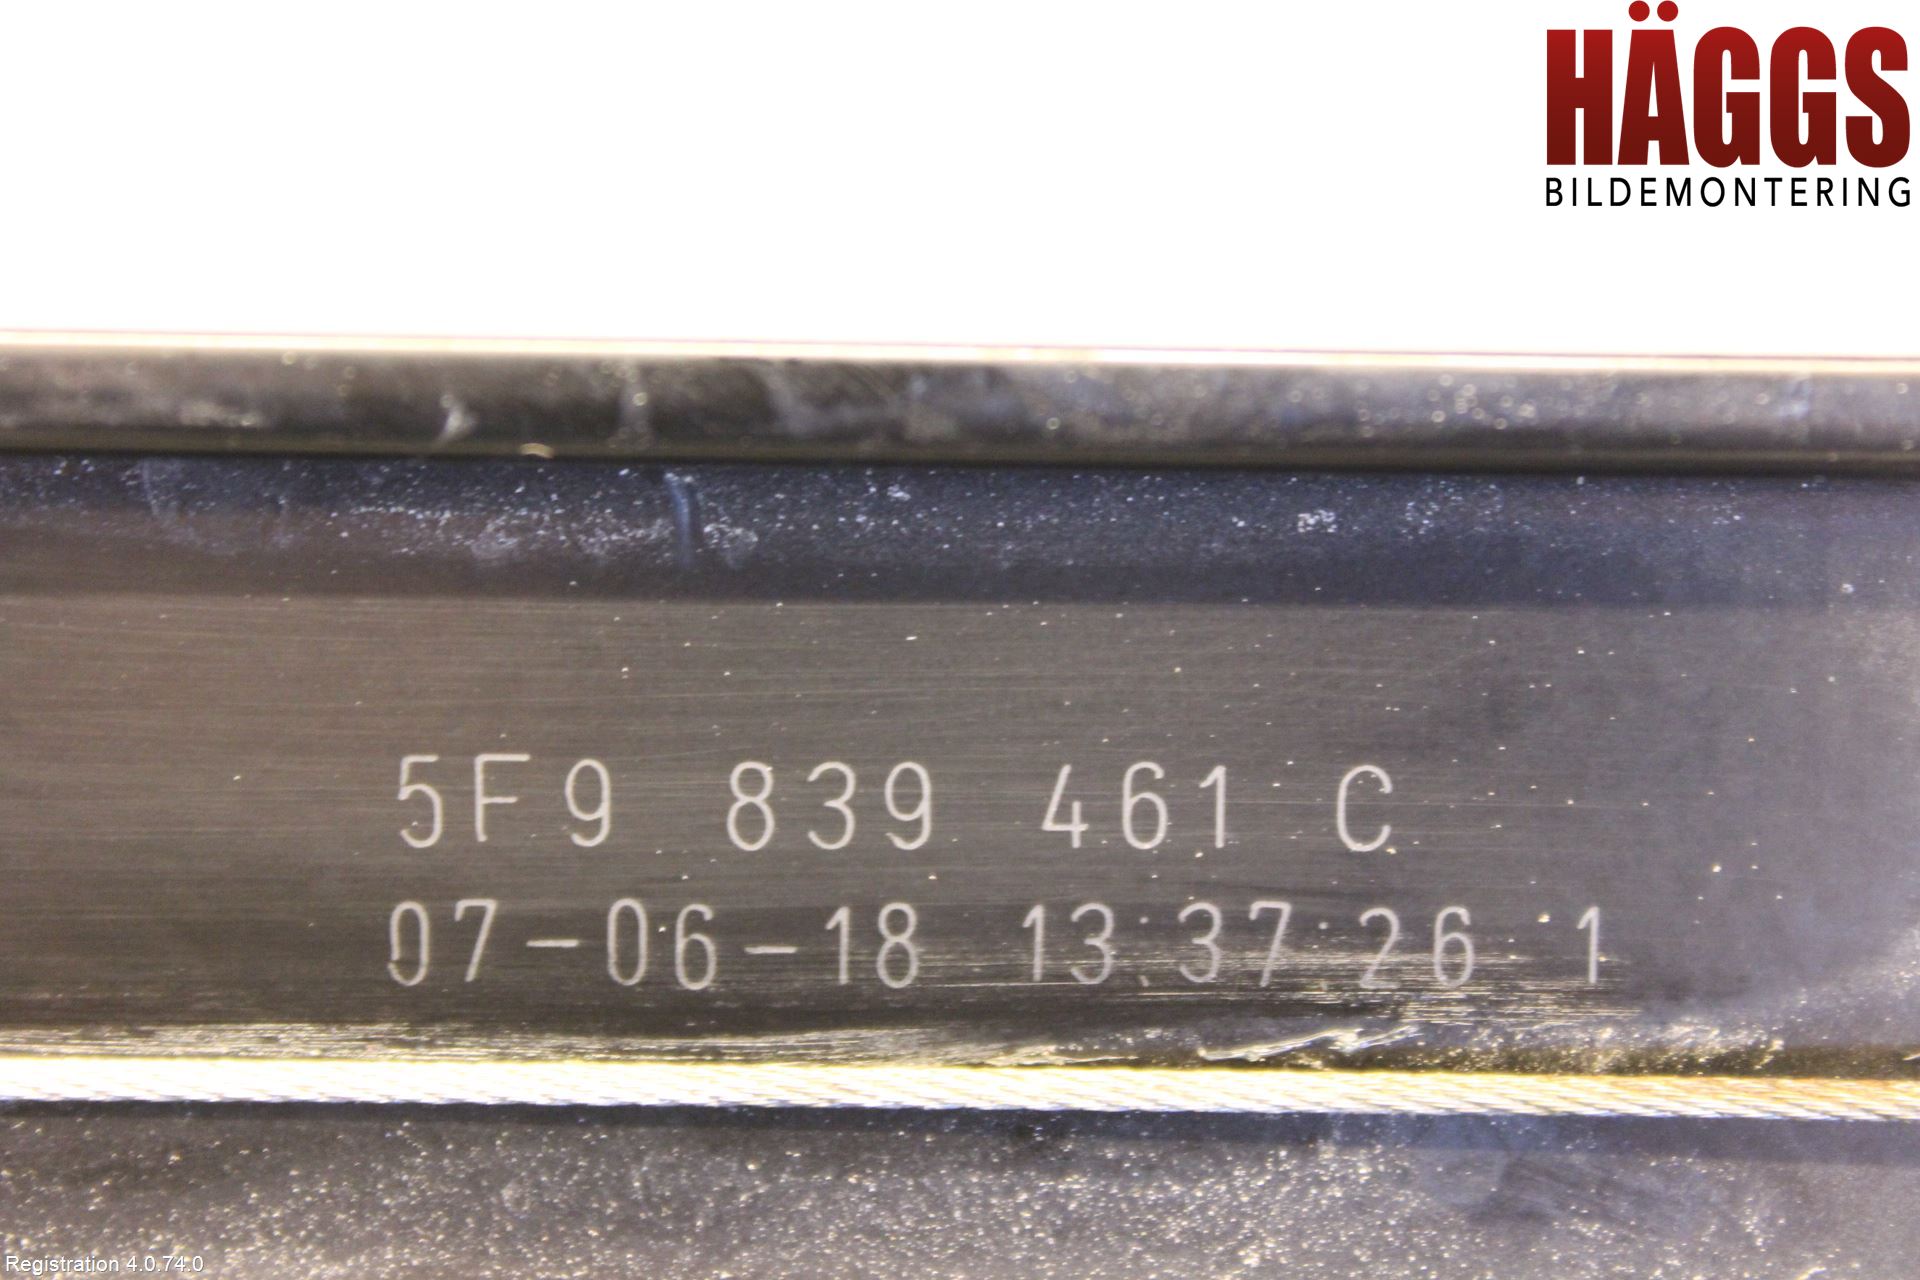 HÄGGS
BILDEMONTERING
5F9 839 461 C
07-06-18 13:37:26 1
Registration 4.0.74.0